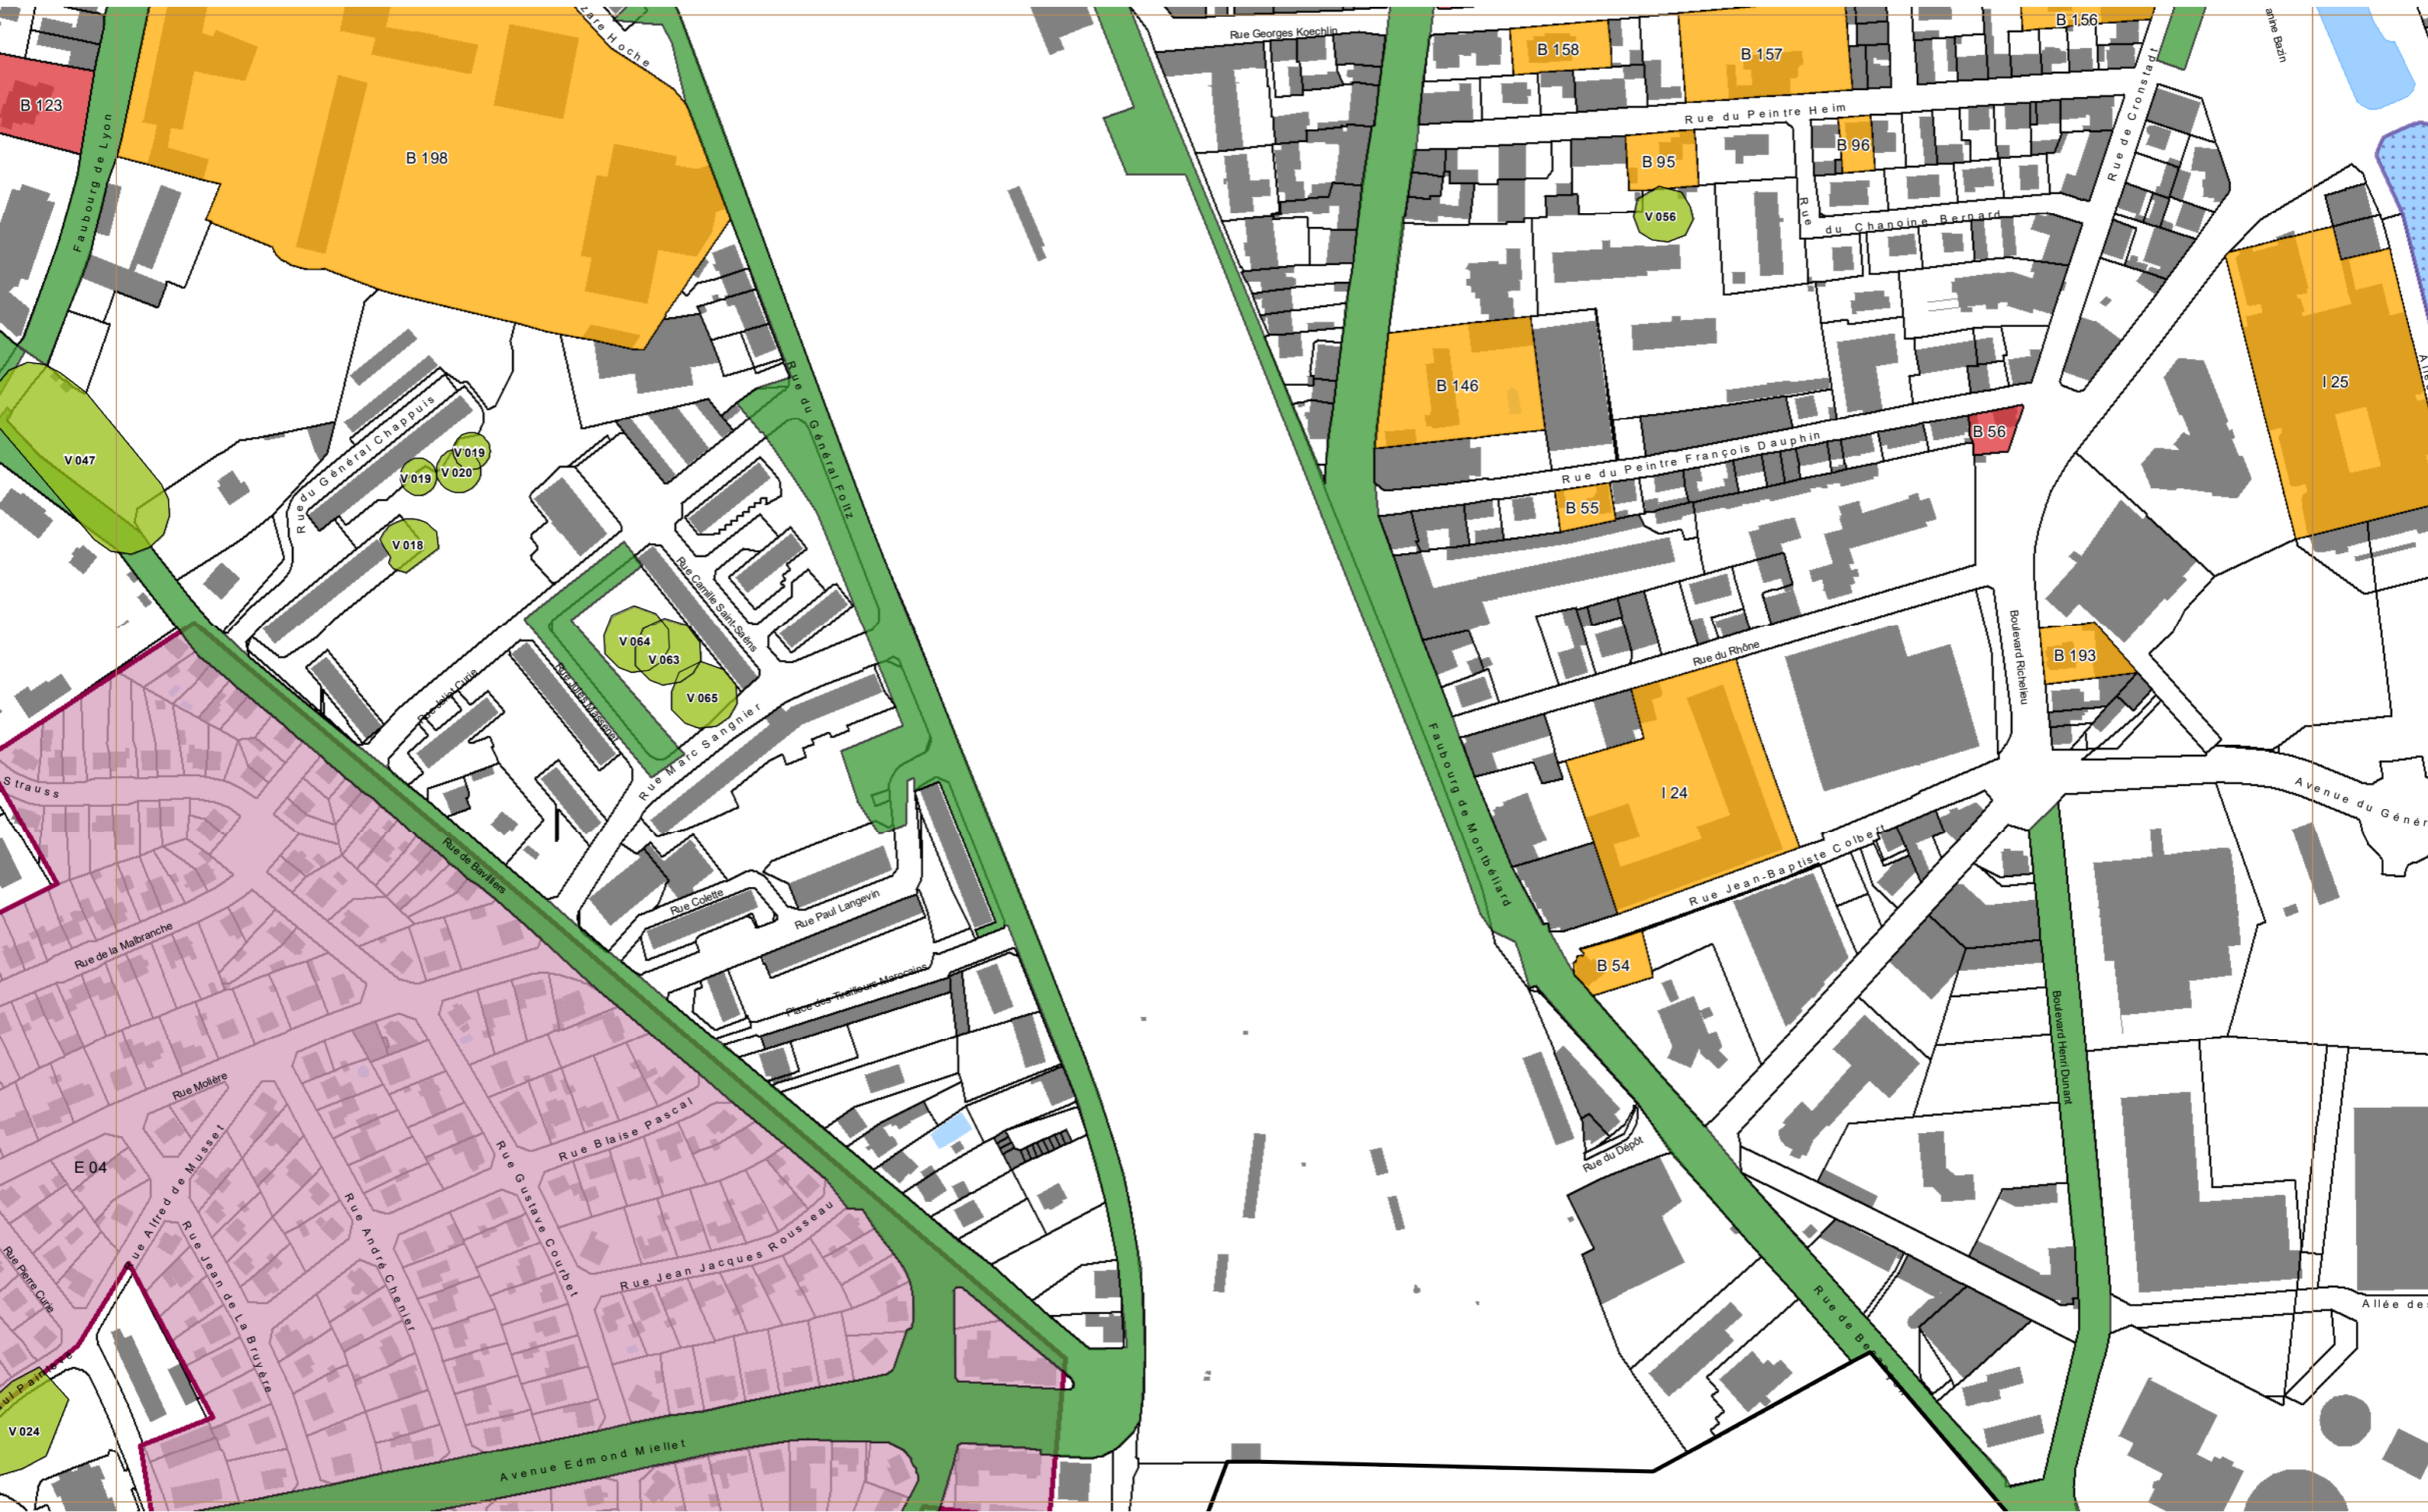 Rue Georges Koechlin
B 156
B 158
B 157
B 123
Rue du Peintre Heim
Rue de Cronstadt
B 96
B 198
B 95
Faubourg de Lyon
V 056
Rue
du Chanoine Bernard
I 25
B 146
Rue du Général Foltz
Rue du Général Chappuis
B 56
Rue du Peintre François Dauphin
V 019
V 047
V 020
V 019
B 55
V 018
Rue Camille Saint-Saëns
V 064
V 063
V 065
Boulevard Richelieu
B 193
Rue du Rhône
Rue Joliot Curie
Rue Jules Massenet
Rue Marc Sangnier
Faubourg de Montbéliard
Strauss
I 24
Avenue du Génér
Rue de Bavilliers
Rue Jean-Baptiste Colbert
Rue Colette
Rue Paul Langevin
Rue de la Malbranche
B 54
Place des Tirailleurs Marocains
Boulevard Henri Dunant
Rue Molière
Rue Blaise Pascal
E 04
Rue Alfred de Musset
Rue du Dépôt
Rue Gustave Courbet
Rue André Chenier
Rue Jean Jacques Rousseau
Rue Jean de La Bruyère
Rue Pierre Curie
Allée des
V 024
Avenue Edmond Miellet